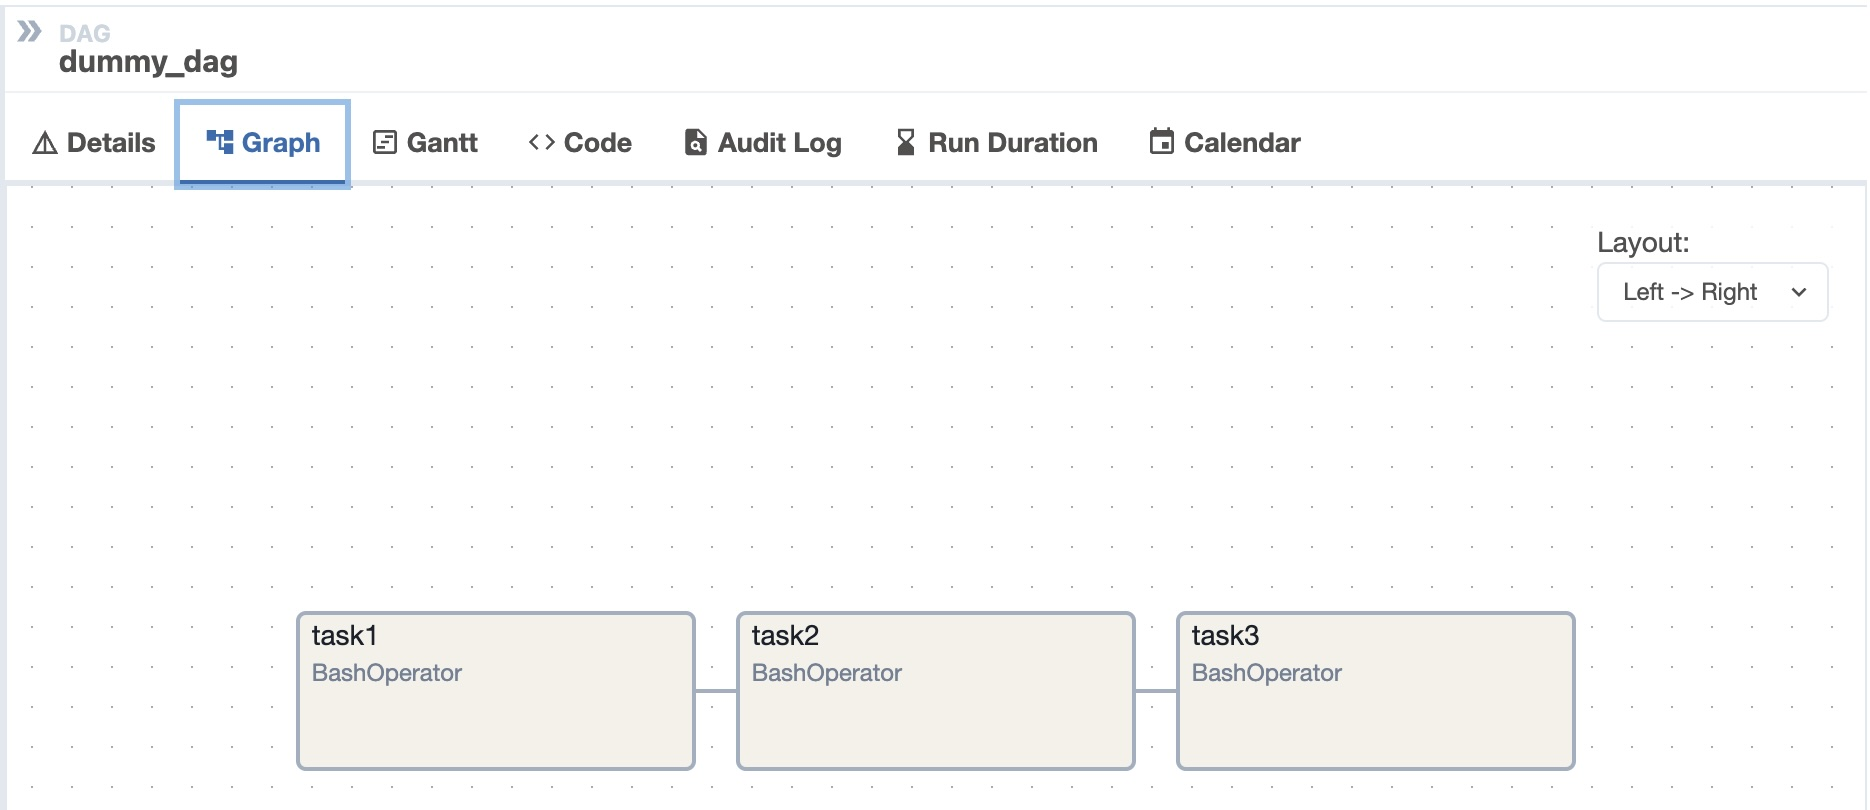 DAG
dummy_dag
Details Graph Gantt Code Audit Log Run Duration Calendar
Layout:
Left -> Right
task1 task2 task3
BashOperator BashOperator BashOperator